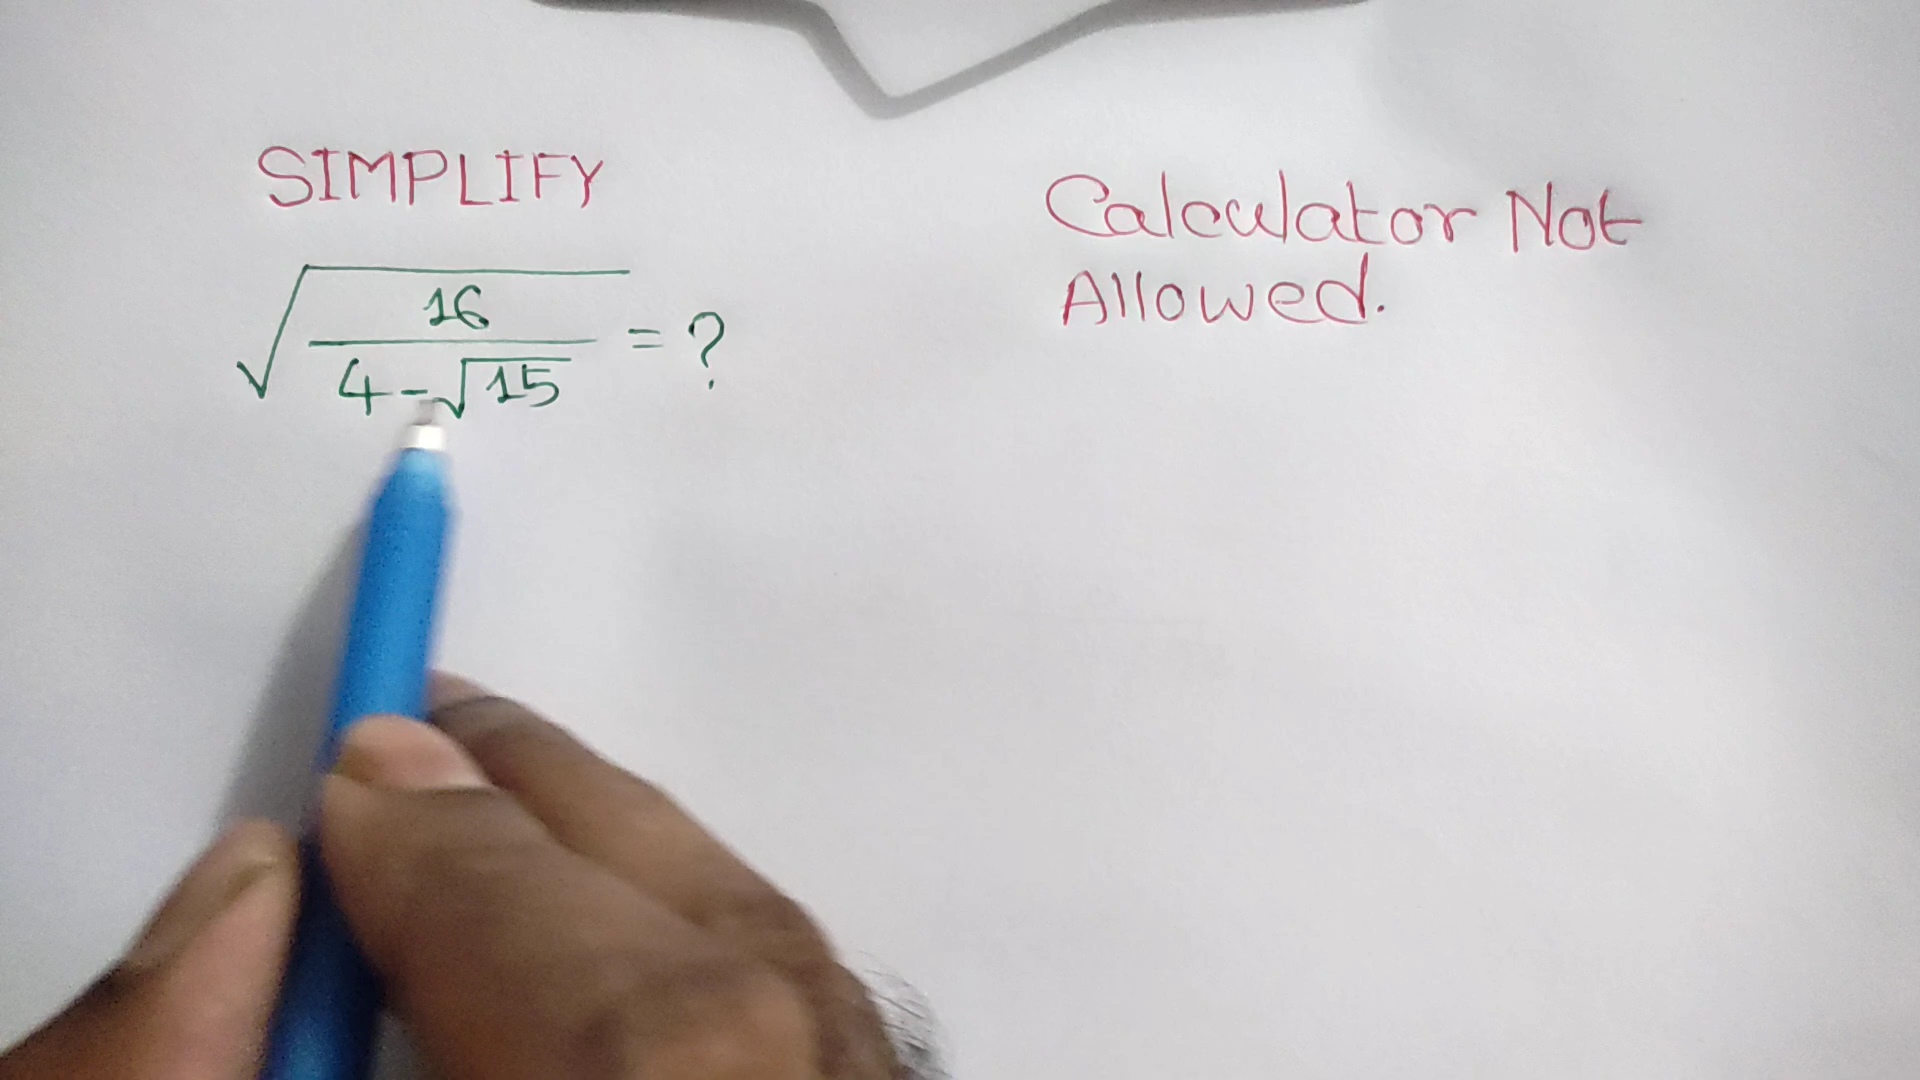 SIMPLIFY
√(16/(4-√15)) = ?
Calculator Not
Allowed.